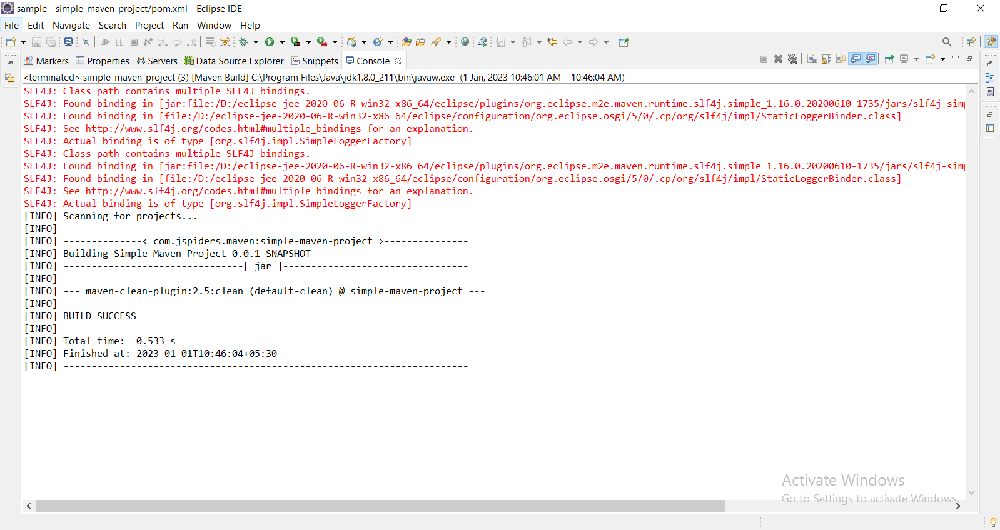 sample - simple-maven-project/pom.xml - Eclipse IDE
File Edit Navigate Search Project Run Window Help
Markers Properties Servers Data Source Explorer Snippets Console
<terminated> simple-maven-project (3) [Maven Build] C:\Program Files\Java\jdk1.8.0_211\bin\javaw.exe (1 Jan, 2023 10:46:01 AM – 10:46:04 AM)
SLF4J: Class path contains multiple SLF4J bindings.
SLF4J: Found binding in [jar:file:/D:/eclipse-jee-2020-06-R-win32-x86_64/eclipse/plugins/org.eclipse.m2e.maven.runtime.slf4j.simple_1.16.0.20200610-1735/jars/slf4j-sim
SLF4J: Found binding in [file:/D:/eclipse-jee-2020-06-R-win32-x86_64/eclipse/configuration/org.eclipse.osgi/5/0/.cp/org/slf4j/impl/StaticLoggerBinder.class]
SLF4J: See http://www.slf4j.org/codes.html#multiple_bindings for an explanation.
SLF4J: Actual binding is of type [org.slf4j.impl.SimpleLoggerFactory]
SLF4J: Class path contains multiple SLF4J bindings.
SLF4J: Found binding in [jar:file:/D:/eclipse-jee-2020-06-R-win32-x86_64/eclipse/plugins/org.eclipse.m2e.maven.runtime.slf4j.simple_1.16.0.20200610-1735/jars/slf4j-sim
SLF4J: Found binding in [file:/D:/eclipse-jee-2020-06-R-win32-x86_64/eclipse/configuration/org.eclipse.osgi/5/0/.cp/org/slf4j/impl/StaticLoggerBinder.class]
SLF4J: See http://www.slf4j.org/codes.html#multiple_bindings for an explanation.
SLF4J: Actual binding is of type [org.slf4j.impl.SimpleLoggerFactory]
[INFO] Scanning for projects...
[INFO]
[INFO] --------------< com.jspiders.maven:simple-maven-project >---------------
[INFO] Building Simple Maven Project 0.0.1-SNAPSHOT
[INFO] --------------------------------[ jar ]---------------------------------
[INFO]
[INFO] --- maven-clean-plugin:2.5:clean (default-clean) @ simple-maven-project ---
[INFO] ------------------------------------------------------------------------
[INFO] BUILD SUCCESS
[INFO] ------------------------------------------------------------------------
[INFO] Total time:  0.533 s
[INFO] Finished at: 2023-01-01T10:46:04+05:30
[INFO] ------------------------------------------------------------------------
Activate Windows
Go to Settings to activate Windows.